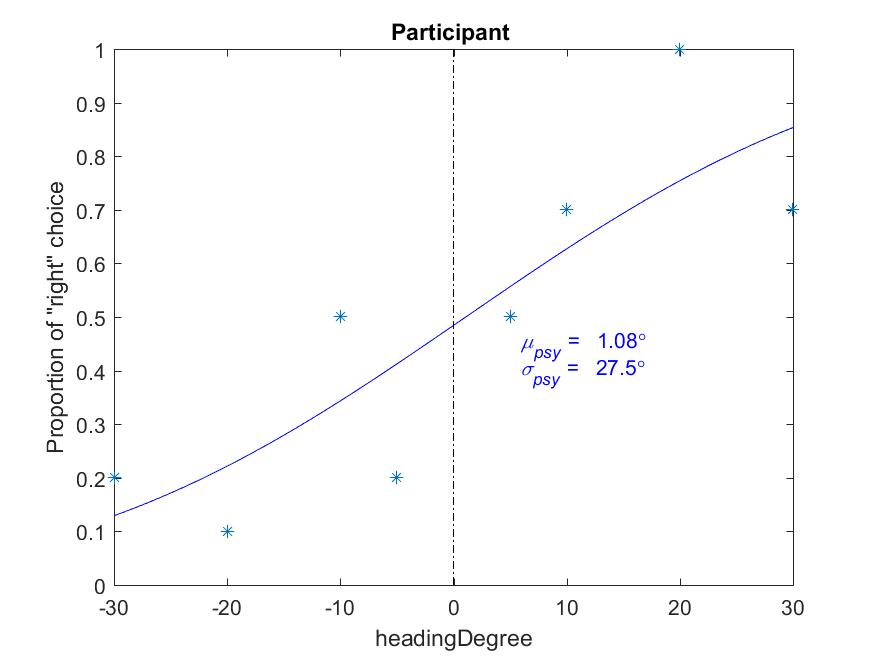 Participant
1
0.9
0.8
0.7
0.6
0.5
0.4
0.3
0.2
0.1
0
Proportion of "right" choice
μpsy = 1.08°
σpsy = 27.5°
-30 -20 -10 0 10 20 30
headingDegree